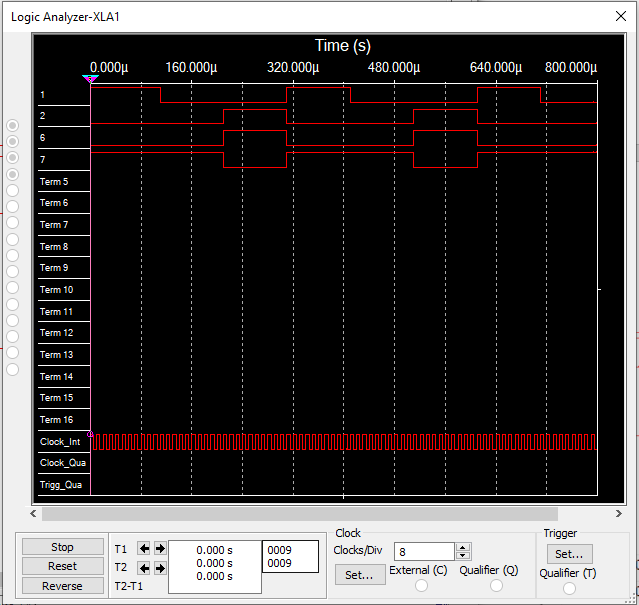 Logic Analyzer-XLA1
Time (s)
0.000µ 160.000µ 320.000µ 480.000µ 640.000µ 800.000µ
1
2
6
7
Term 5
Term 6
Term 7
Term 8
Term 9
Term 10
Term 11
Term 12
Term 13
Term 14
Term 15
Term 16
Clock_Int
Clock_Qua
Trigg_Qua
Stop
Reset
Reverse
T1
T2
T2-T1
0.000 s
0.000 s
0.000 s
0009
0009
Clock
Clocks/Div 8
Set...
External (C)
Qualifier (Q)
Trigger
Set...
Qualifier (T)